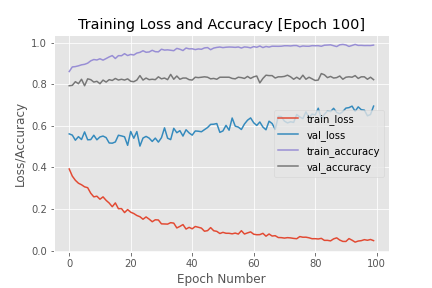 Training Loss and Accuracy [Epoch 100]
1.0
0.8
0.6
0.4
0.2
0.0
Loss/Accuracy
train_loss
val_loss
train_accuracy
val_accuracy
0
20
40
60
80
100
Epoch Number